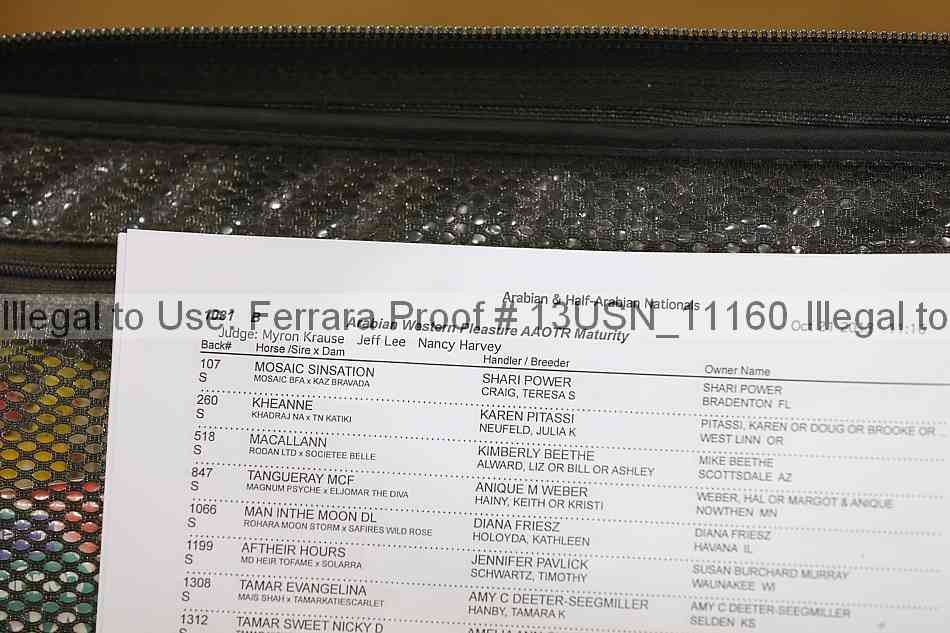 Arabian & Half-Arabian Nationals
Illegal to Use, Ferrara Proof # 13USN_11160 Illegal to
1081 B Arabian Western Pleasure AAOTR Maturity
Judge: Myron Krause Jeff Lee Nancy Harvey
Back# Horse /Sire x Dam Handler / Breeder Owner Name
107 MOSAIC SINSATION SHARI POWER SHARI POWER
S MOSAIC BFA x KAZ BRAVADA CRAIG, TERESA S BRADENTON FL
260 KHEANNE KAREN PITASSI PITASSI, KAREN OR DOUG OR BROOKE OR
S KHADRAJ NA x TN KATIKI NEUFELD, JULIA K WEST LINN OR
518 MACALLANN KIMBERLY BEETHE MIKE BEETHE
S RODAN LTD x SOCIETEE BELLE ALWARD, LIZ OR BILL OR ASHLEY SCOTTSDALE AZ
847 TANGUERAY MCF ANIQUE M WEBER WEBER, HAL OR MARGOT & ANIQUE
S MAGNUM PSYCHE x ELJOMAR THE DIVA HAINY, KEITH OR KRISTI NOWTHEN MN
1066 MAN INTHE MOON DL DIANA FRIESZ DIANA FRIESZ
S ROHARA MOON STORM x SAFIRES WILD ROSE HOLOYDA, KATHLEEN HAVANA IL
1199 AFTHEIR HOURS JENNIFER PAVLICK SUSAN BURCHARD MURRAY
S MD HEIR TOFAME x SOLARRA SCHWARTZ, TIMOTHY WAUNAKEE WI
1308 TAMAR EVANGELINA AMY C DEETER-SEEGMILLER AMY C DEETER-SEEGMILLER
S MAJS SHAH x TAMARKATIESCARLET HANBY, TAMARA K SELDEN KS
1312 TAMAR SWEET NICKY D